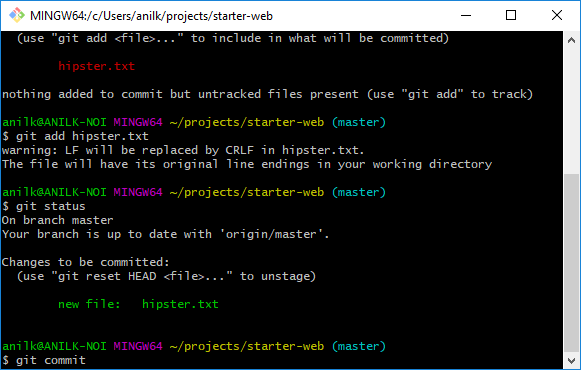 MINGW64:/c/Users/anilk/projects/starter-web
(use "git add <file>..." to include in what will be committed)
hipster.txt
nothing added to commit but untracked files present (use "git add" to track)
anilk@ANILK-NOI MINGW64 ~/projects/starter-web (master)
$ git add hipster.txt
warning: LF will be replaced by CRLF in hipster.txt.
The file will have its original line endings in your working directory
anilk@ANILK-NOI MINGW64 ~/projects/starter-web (master)
$ git status
On branch master
Your branch is up to date with 'origin/master'.
Changes to be committed:
(use "git reset HEAD <file>..." to unstage)
new file:   hipster.txt
anilk@ANILK-NOI MINGW64 ~/projects/starter-web (master)
$ git commit